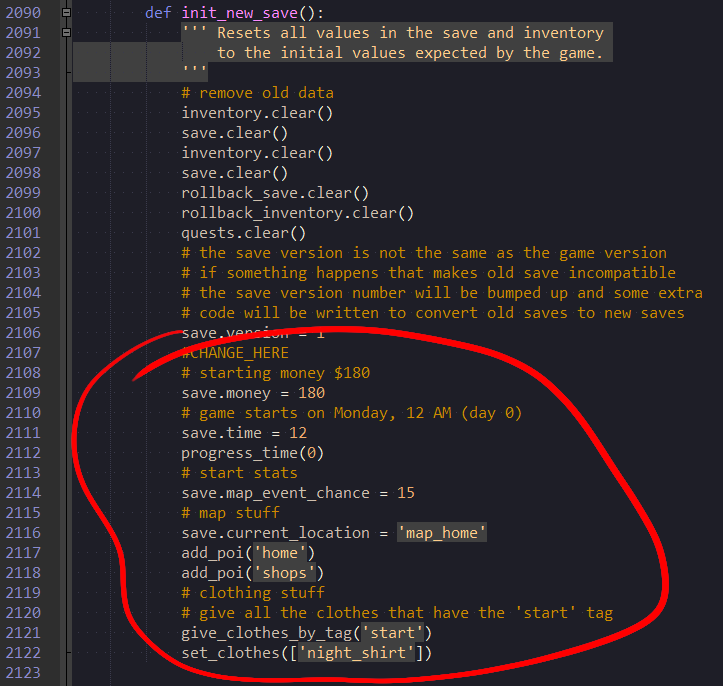 2090 def init_new_save():
2091 ''' Resets all values in the save and inventory
2092 to the initial values expected by the game.
2093 '''
2094 # remove old data
2095 inventory.clear()
2096 save.clear()
2097 inventory.clear()
2098 save.clear()
2099 rollback_save.clear()
2100 rollback_inventory.clear()
2101 quests.clear()
2102 # the save version is not the same as the game version
2103 # if something happens that makes old save incompatible
2104 # the save version number will be bumped up and some extra
2105 # code will be written to convert old saves to new saves
2106 save.version = 1
2107 #CHANGE_HERE
2108 # starting money $180
2109 save.money = 180
2110 # game starts on Monday, 12 AM (day 0)
2111 save.time = 12
2112 progress_time(0)
2113 # start stats
2114 save.map_event_chance = 15
2115 # map stuff
2116 save.current_location = 'map_home'
2117 add_poi('home')
2118 add_poi('shops')
2119 # clothing stuff
2120 # give all the clothes that have the 'start' tag
2121 give_clothes_by_tag('start')
2122 set_clothes(['night_shirt'])
2123